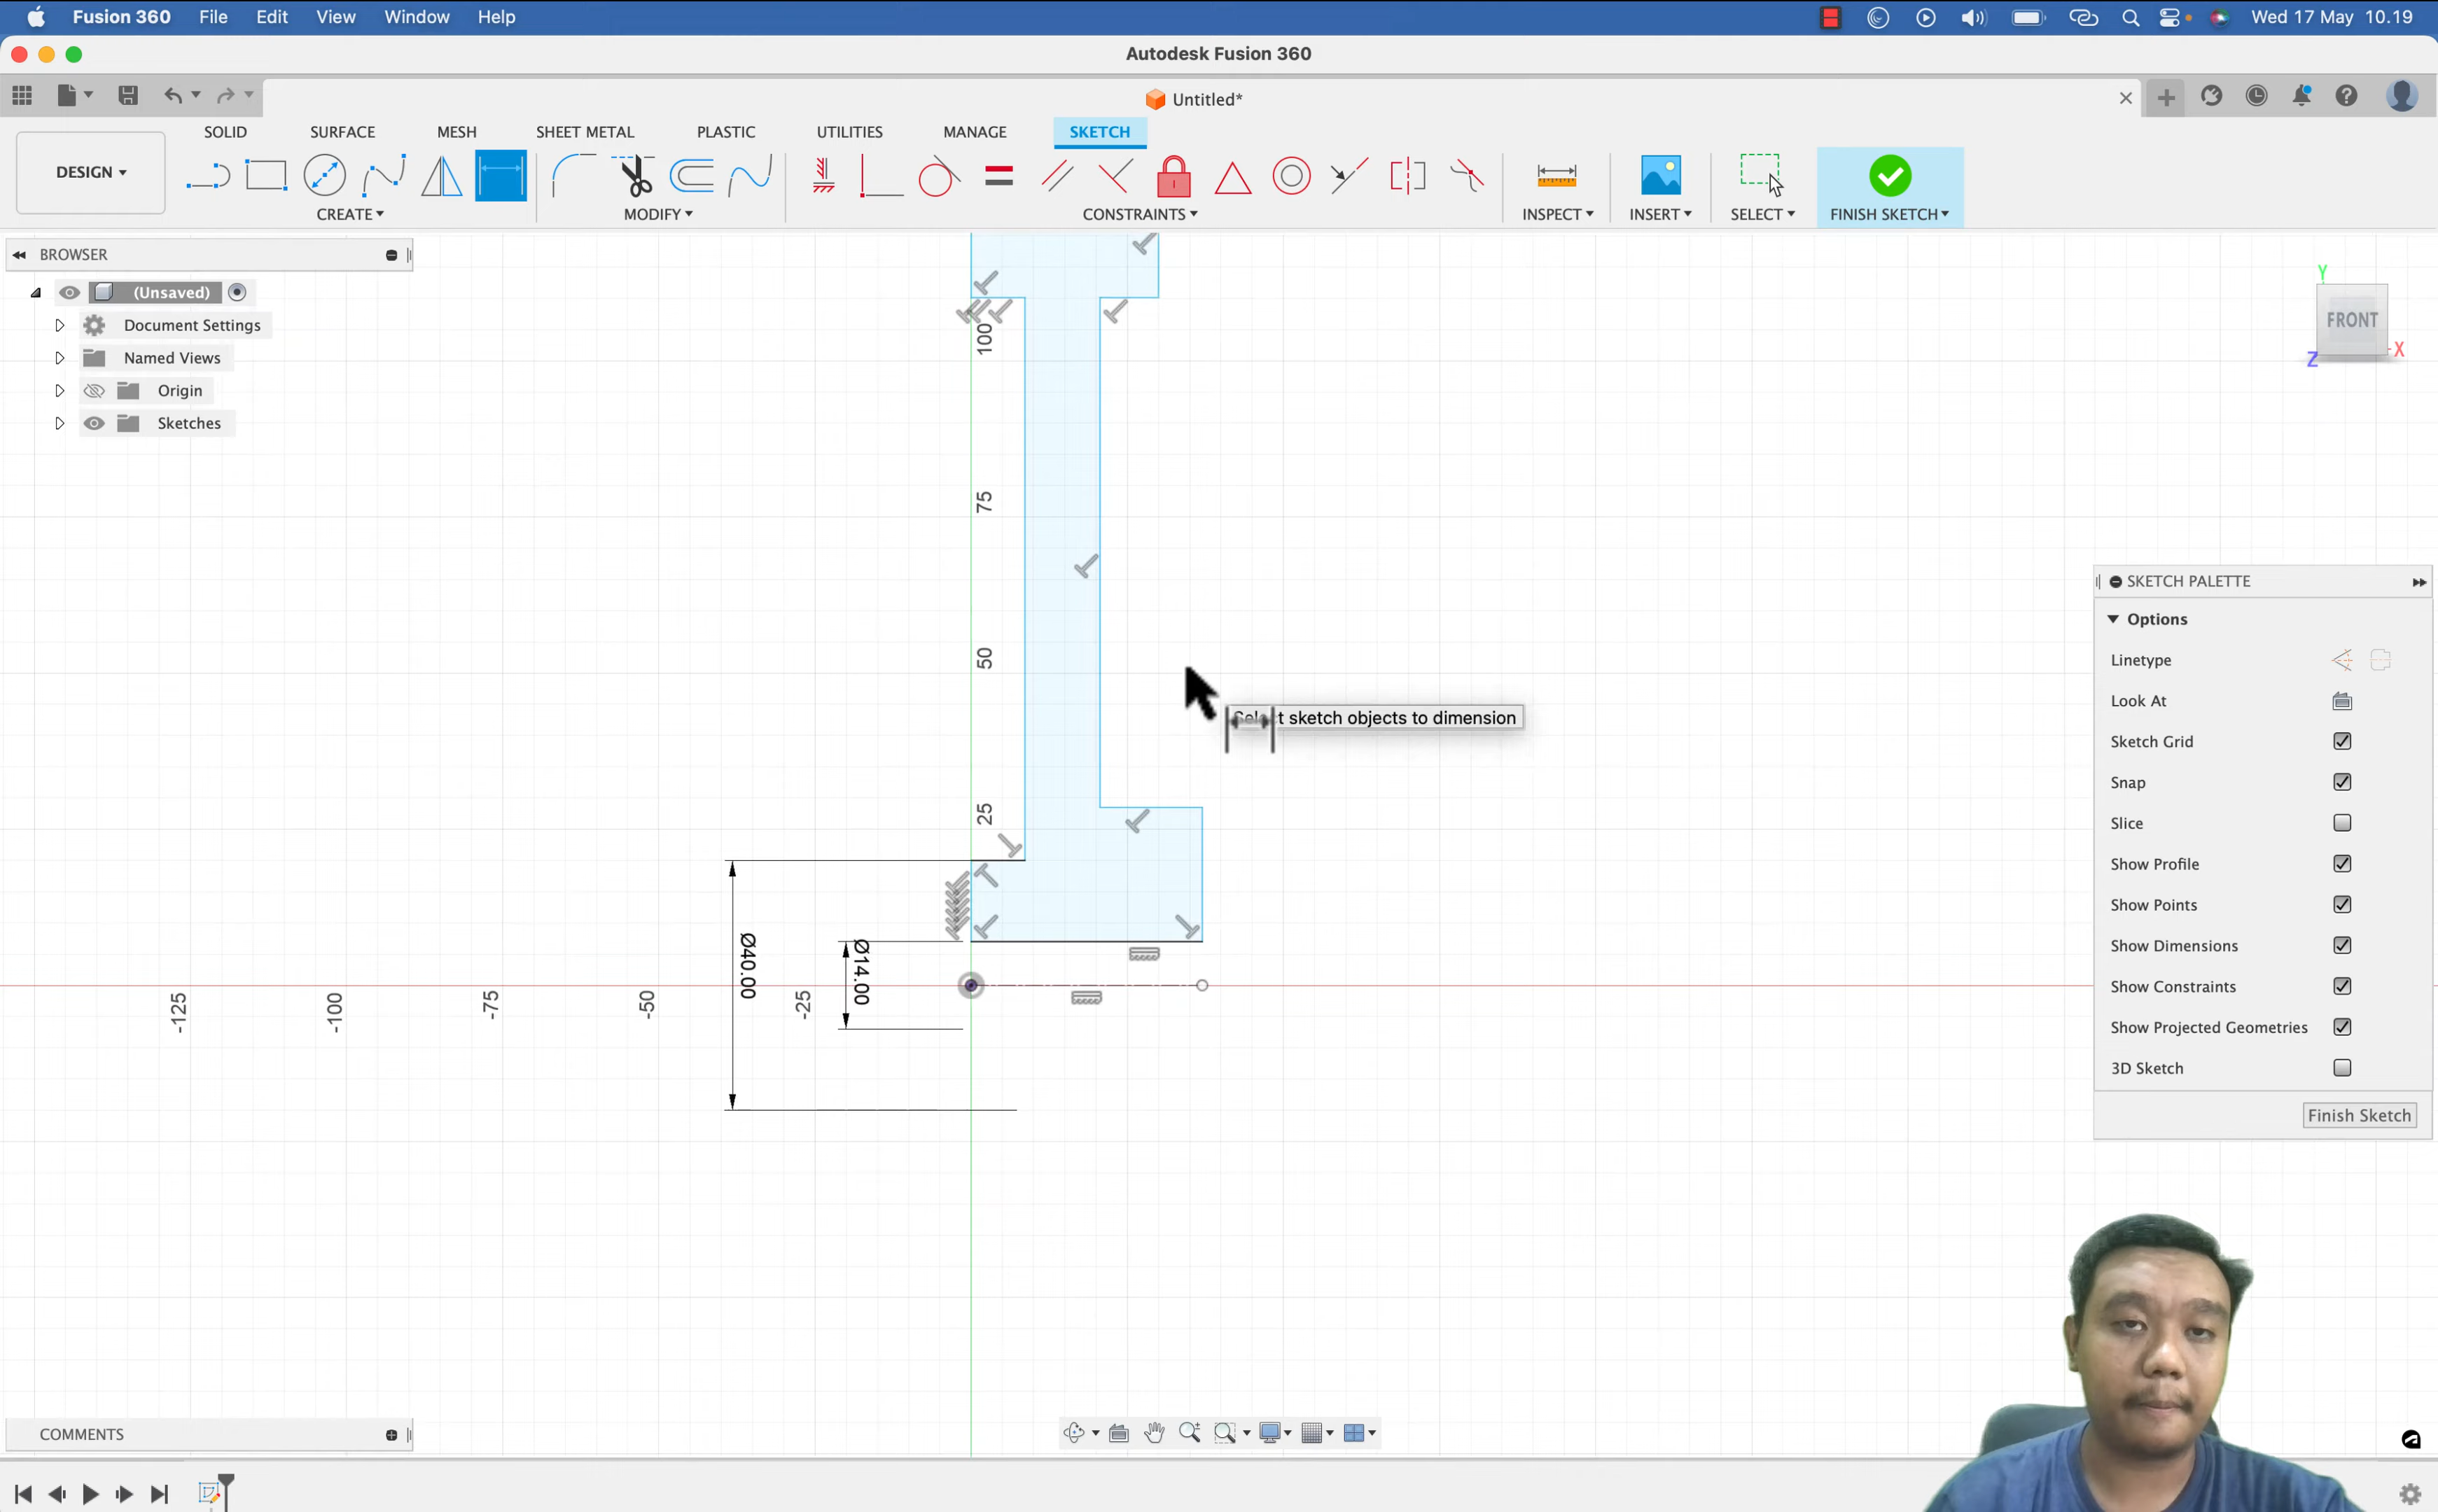 Fusion 360 File Edit View Window Help Wed 17 May 10.19
Autodesk Fusion 360
Untitled*
SOLID SURFACE MESH SHEET METAL PLASTIC UTILITIES MANAGE SKETCH
DESIGN
CREATE MODIFY CONSTRAINTS INSPECT INSERT SELECT FINISH SKETCH
BROWSER
(Unsaved)
Document Settings
Named Views
Origin
Sketches
Y
FRONT
X
Z
100
75
50
25
sketch objects to dimension
Ø40.00
Ø14.00
-125
-100
-75
-50
-25
SKETCH PALETTE
Options
Linetype
Look At
Sketch Grid
Snap
Slice
Show Profile
Show Points
Show Dimensions
Show Constraints
Show Projected Geometries
3D Sketch
Finish Sketch
COMMENTS